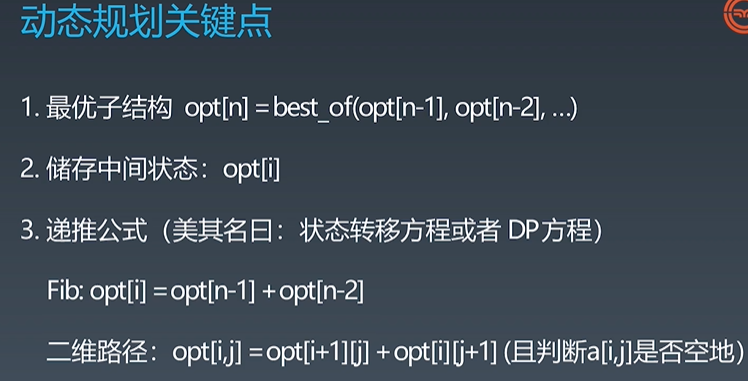 动态规划关键点
1. 最优子结构 opt[n] = best_of(opt[n-1], opt[n-2], …)
2. 储存中间状态：opt[i]
3. 递推公式（美其名曰：状态转移方程或者 DP方程）
Fib: opt[i] = opt[n-1] + opt[n-2]
二维路径：opt[i,j] = opt[i+1][j] + opt[i][j+1] (且判断a[i,j]是否空地）